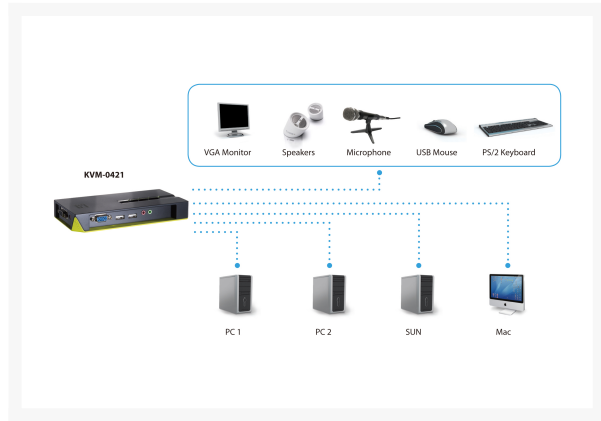 VGA Monitor
Speakers
Microphone
USB Mouse
PS/2 Keyboard
KVM-0421
PC 1
PC 2
SUN
Mac